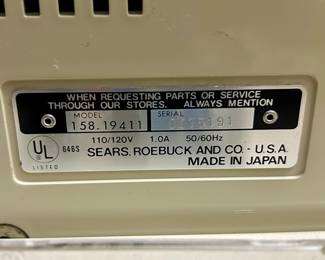 WHEN REQUESTING PARTS OR SERVICE
THROUGH OUR STORES. ALWAYS MENTION
MODEL SERIAL
158.19411
UL
LISTED
646S
110/120V 1.0A 50/60Hz
SEARS, ROEBUCK AND CO - U.S.A.
MADE IN JAPAN